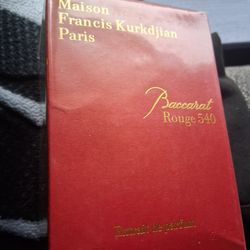 Maison
Francis Kurkdjian
Paris
Baccarat
Rouge 540
Extrait de parfum